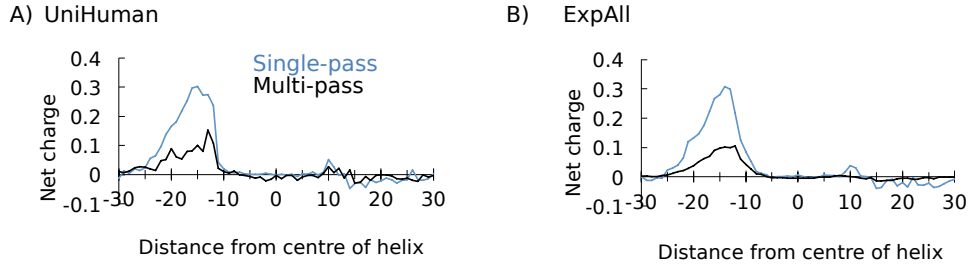 A) UniHuman
Net charge
0.4
0.3
0.2
0.1
0
-0.1
Single-pass
Multi-pass
-30 -20 -10 0 10 20 30
Distance from centre of helix
B) ExpAll
Net charge
0.4
0.3
0.2
0.1
0
-0.1
-30 -20 -10 0 10 20 30
Distance from centre of helix